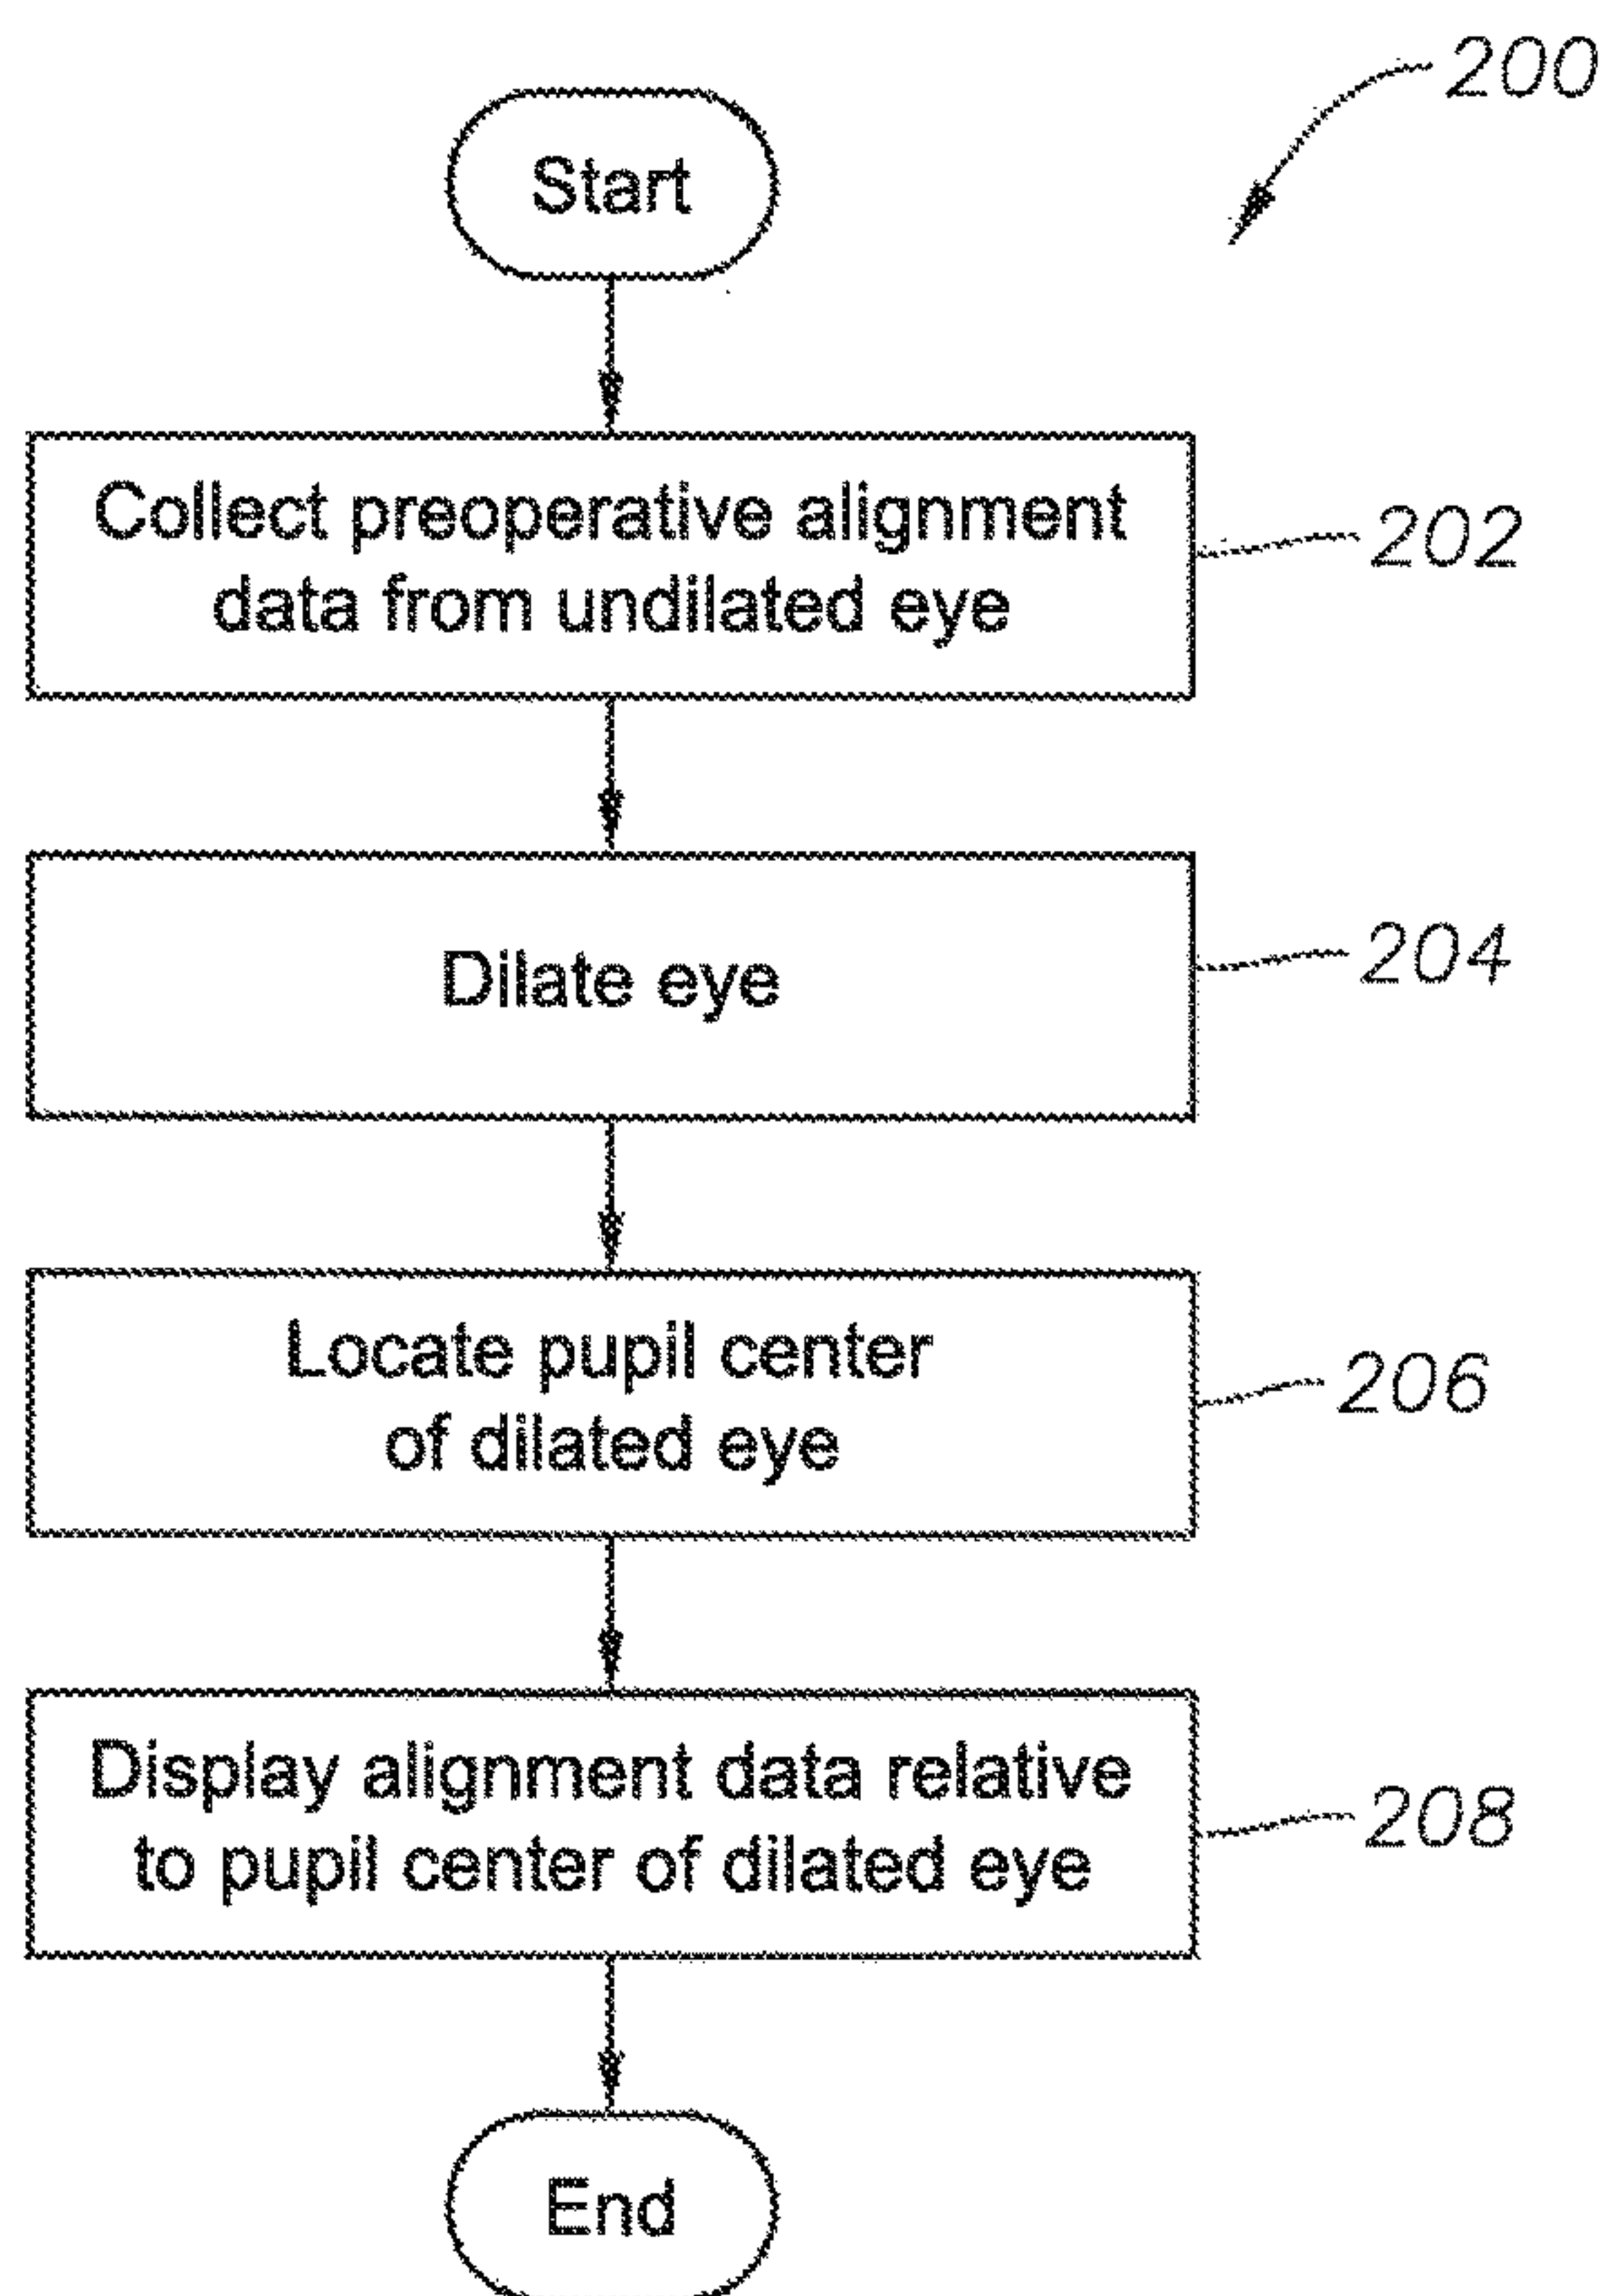 200
Start
Collect preoperative alignment
data from undilated eye
202
Dilate eye
204
Locate pupil center
of dilated eye
206
Display alignment data relative
to pupil center of dilated eye
208
End